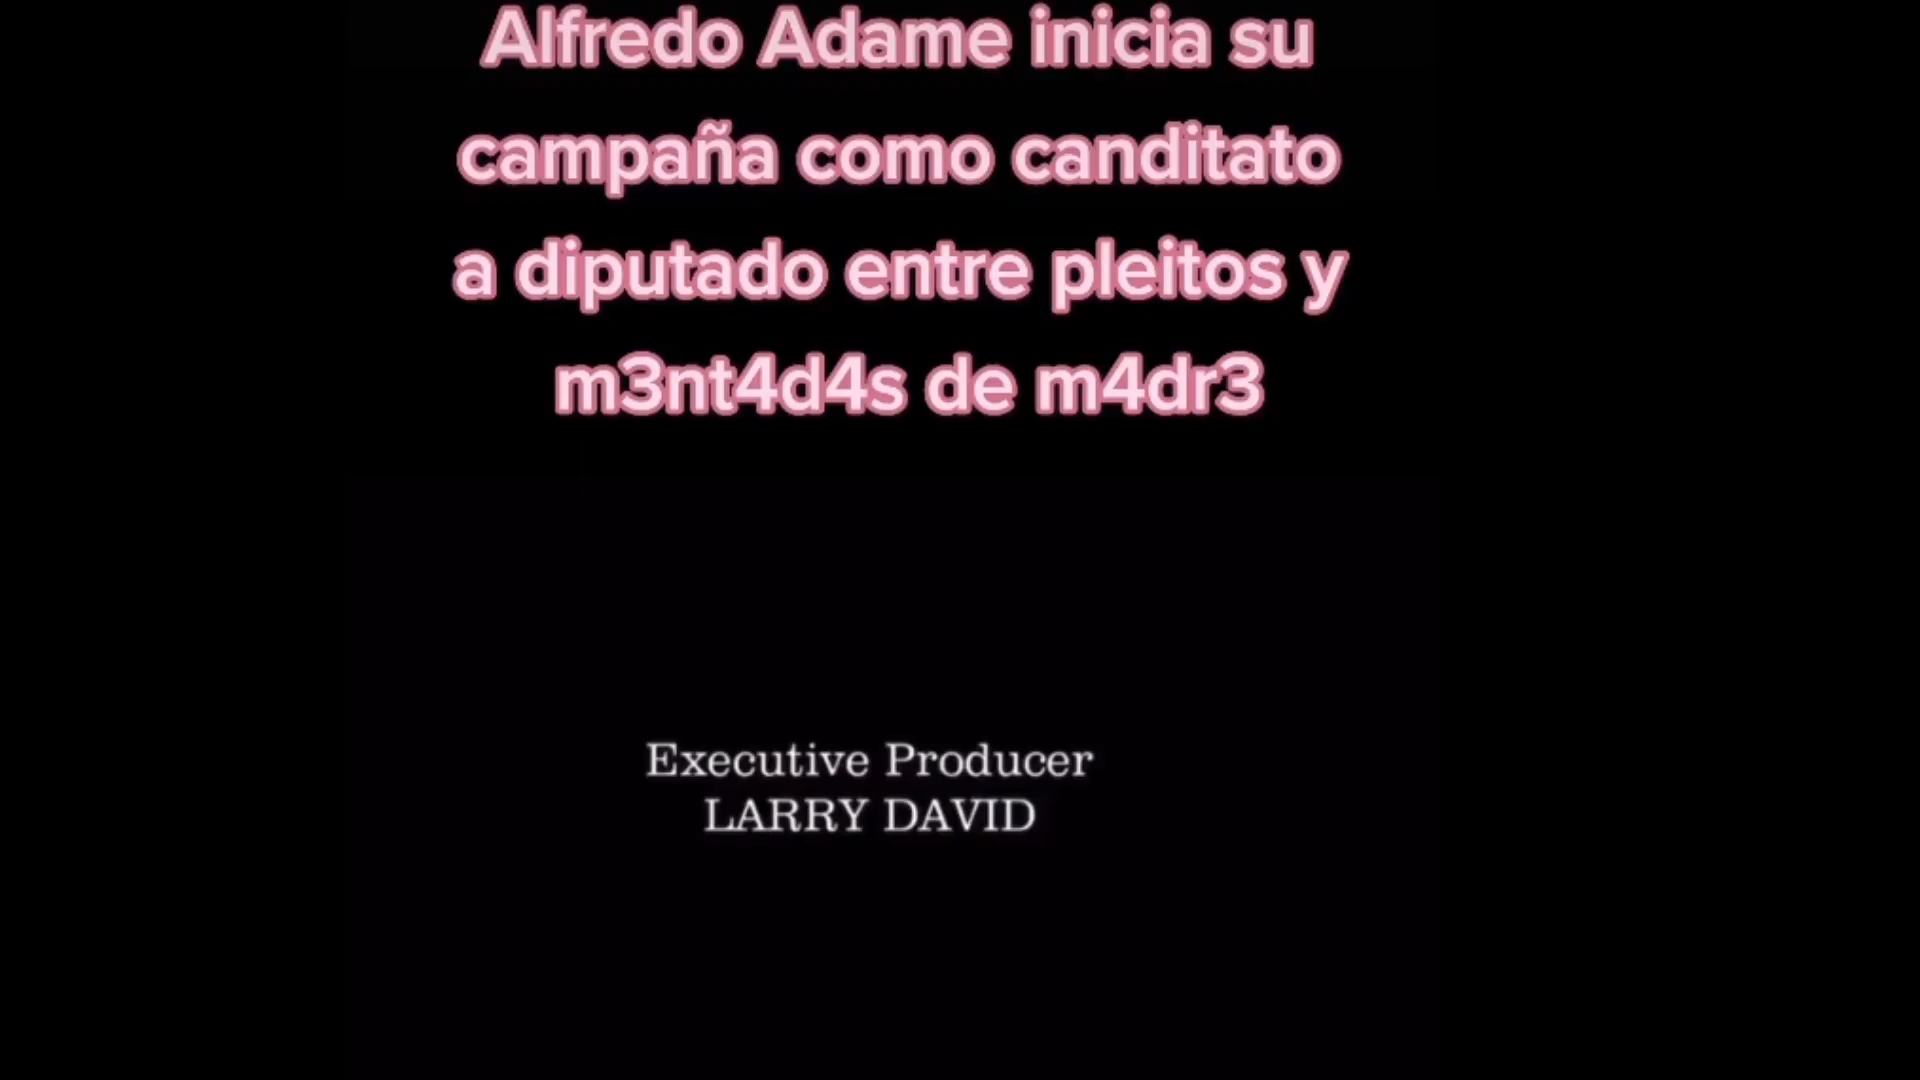 Alfredo Adame inicia su
campaña como canditato
a diputado entre pleitos y
m3nt4d4s de m4dr3
Executive Producer
LARRY DAVID